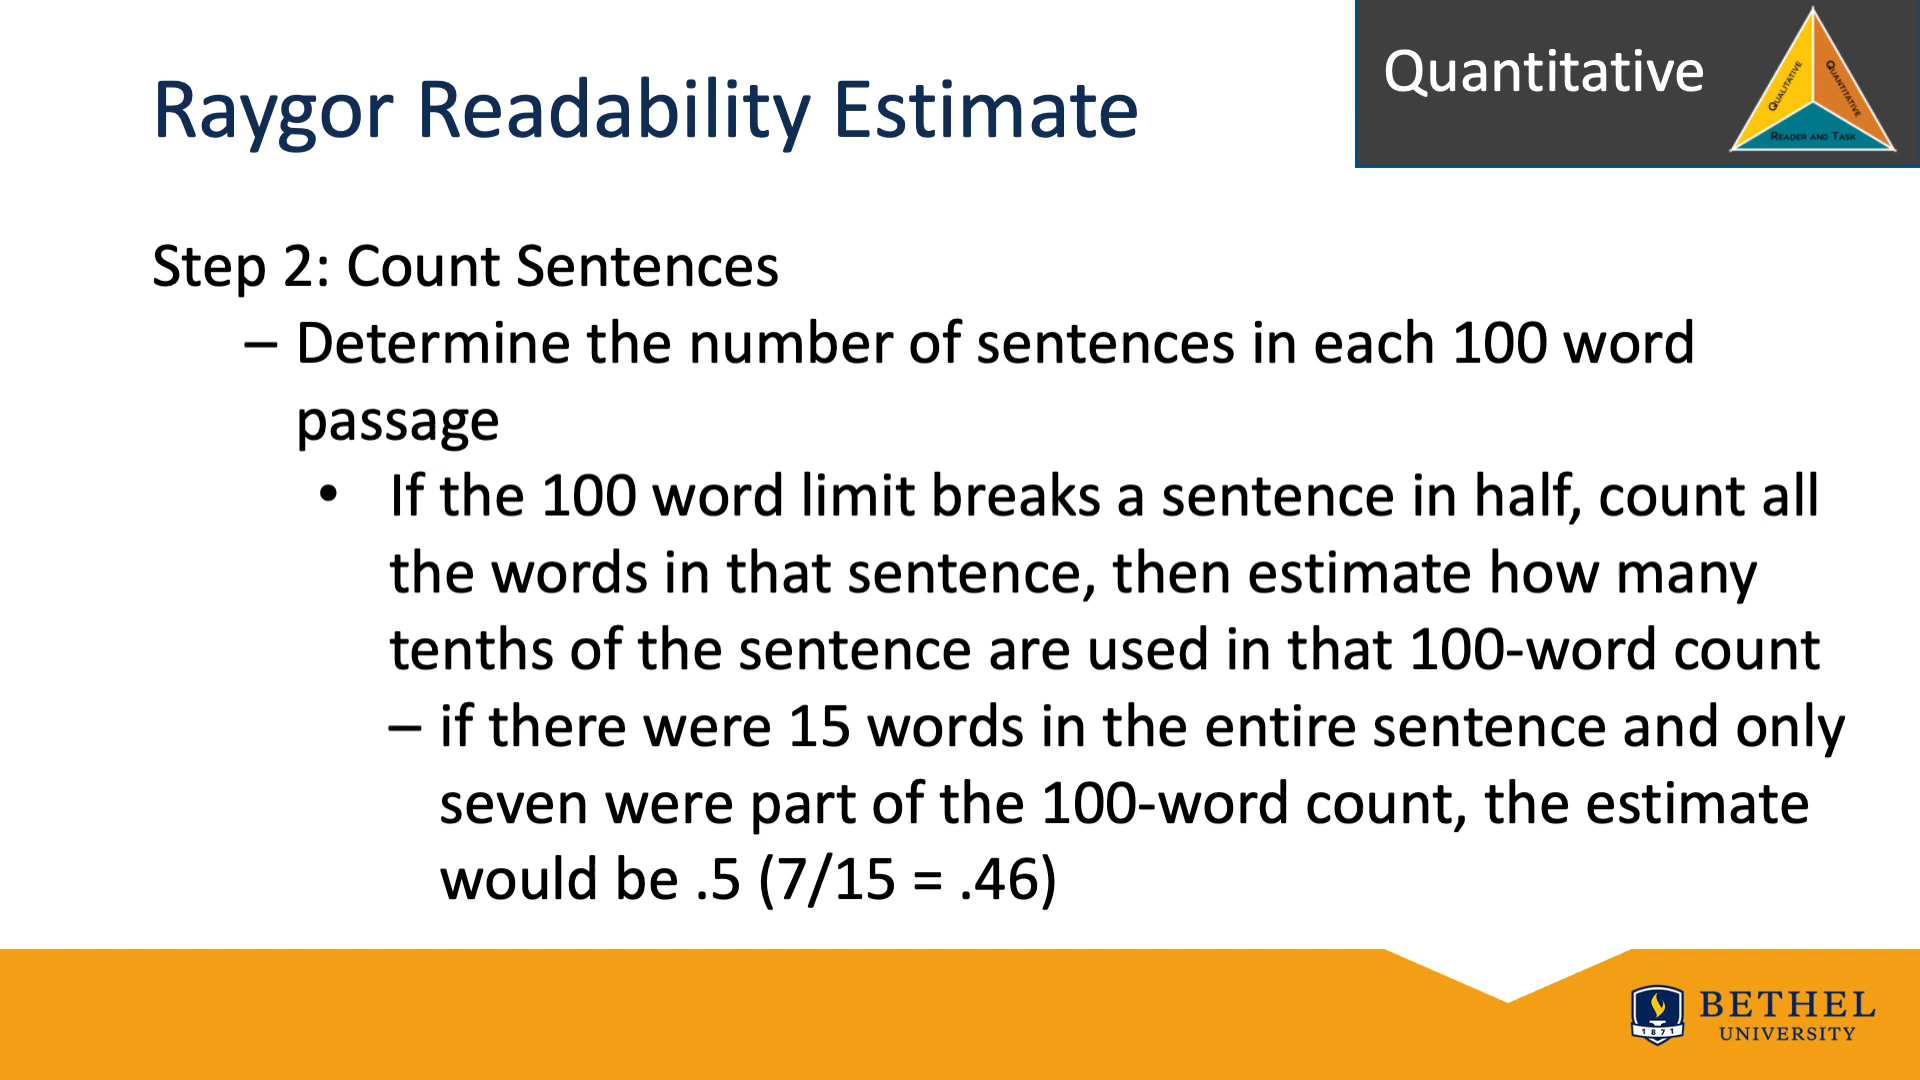 Quantitative
QUALITATIVE
QUANTITATIVE
READER AND TASK
Raygor Readability Estimate
Step 2: Count Sentences
– Determine the number of sentences in each 100 word
passage
• If the 100 word limit breaks a sentence in half, count all
the words in that sentence, then estimate how many
tenths of the sentence are used in that 100-word count
– if there were 15 words in the entire sentence and only
seven were part of the 100-word count, the estimate
would be .5 (7/15 = .46)
1871
BETHEL
UNIVERSITY